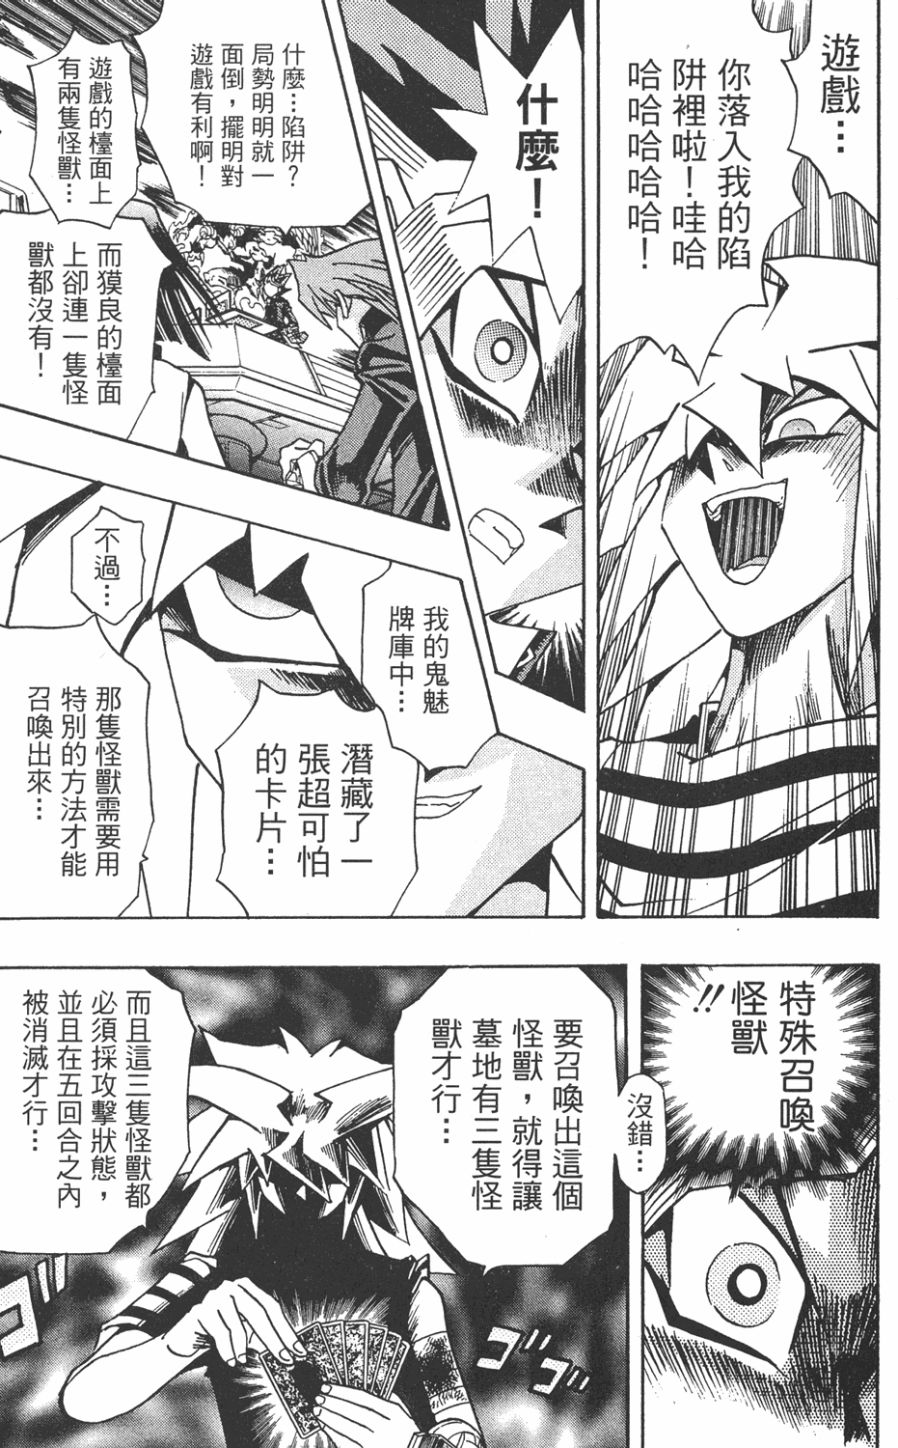 遊戲…
你落入我的陷
阱裡啦！哇哈
哈哈哈哈哈！
什麼！
什麼…陷阱？
局勢明明就一
面倒，擺明對
遊戲有利啊！
遊戲的檯面上
有兩隻怪獸…
而獏良的檯面
上卻連一隻怪
獸都沒有！
我的鬼魅
牌庫中…
潛藏了一
張超可怕
的卡片…
不過…
那隻怪獸需要用
特別的方法才能
召喚出來…
特殊召喚
怪獸
!!
沒錯…
要召喚出這個
怪獸，就得讓
墓地有三隻怪
獸才行…
而且這三隻怪獸都
必須採攻擊狀態，
並且在五回合之內
被消滅才行…
ゴゴ
ゴゴ